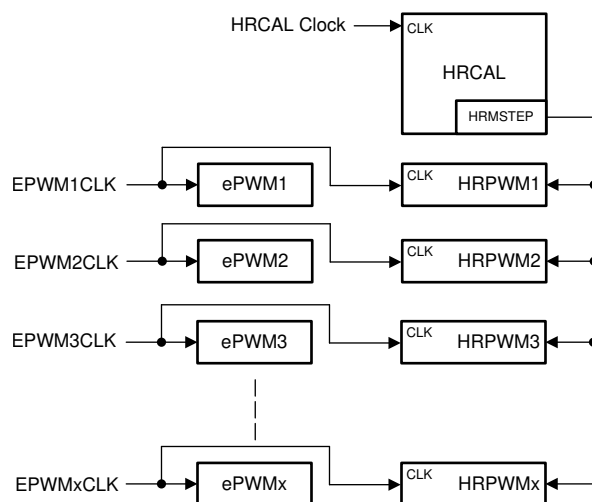 HRCAL Clock
CLK
HRCAL
HRMSTEP
EPWM1CLK
ePWM1
CLK
HRPWM1
EPWM2CLK
ePWM2
CLK
HRPWM2
EPWM3CLK
ePWM3
CLK
HRPWM3
EPWMxCLK
ePWMx
CLK
HRPWMx